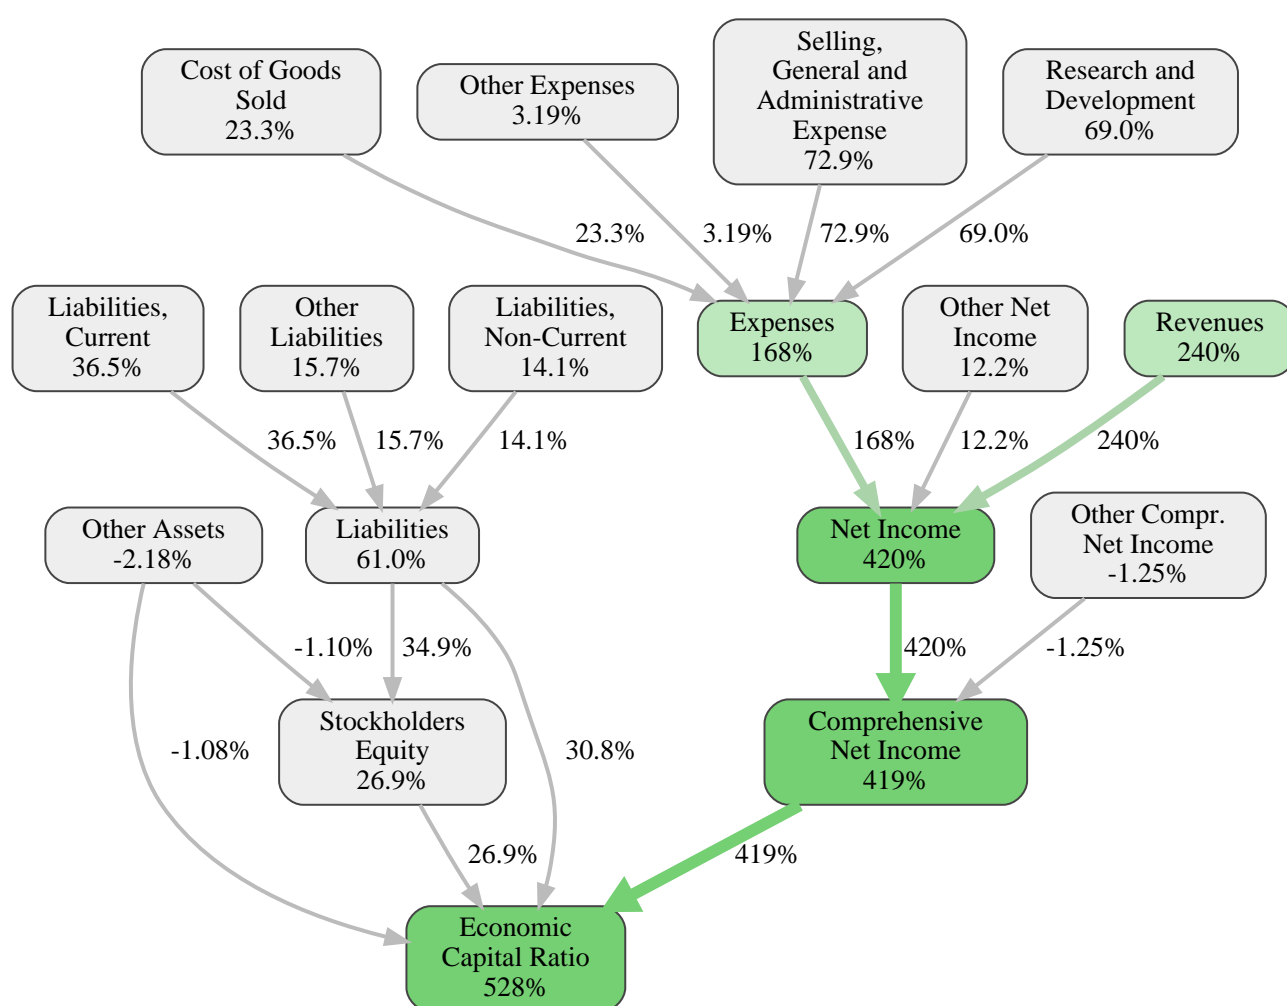 Cost of Goods
Sold
23.3%
Other Expenses
3.19%
Selling,
General and
Administrative
Expense
72.9%
Research and
Development
69.0%
23.3%
3.19%
72.9%
69.0%
Liabilities,
Current
36.5%
Other
Liabilities
15.7%
Liabilities,
Non-Current
14.1%
Expenses
168%
Other Net
Income
12.2%
Revenues
240%
36.5%
15.7%
14.1%
168%
12.2%
240%
Other Assets
-2.18%
Liabilities
61.0%
Net Income
420%
Other Compr.
Net Income
-1.25%
-1.10%
34.9%
420%
-1.25%
-1.08%
Stockholders
Equity
26.9%
30.8%
Comprehensive
Net Income
419%
26.9%
419%
Economic
Capital Ratio
528%